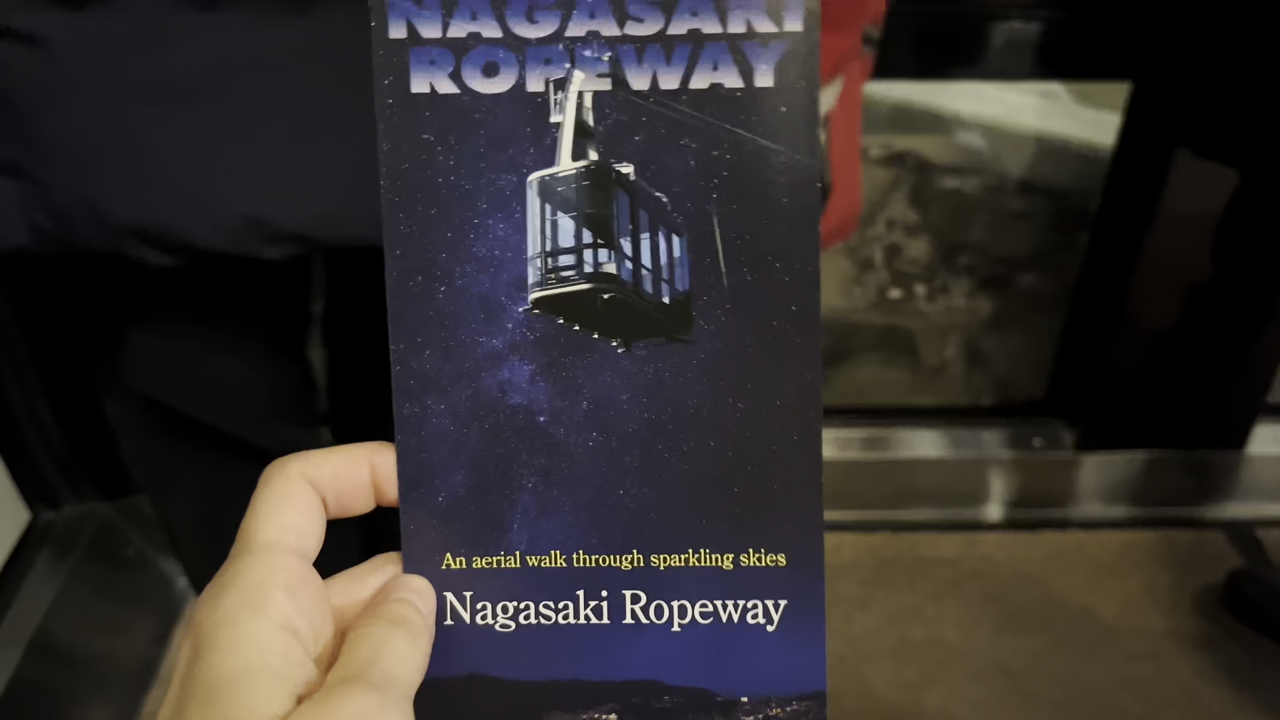 NAGASAKI
ROPEWAY
An aerial walk through sparkling skies
Nagasaki Ropeway